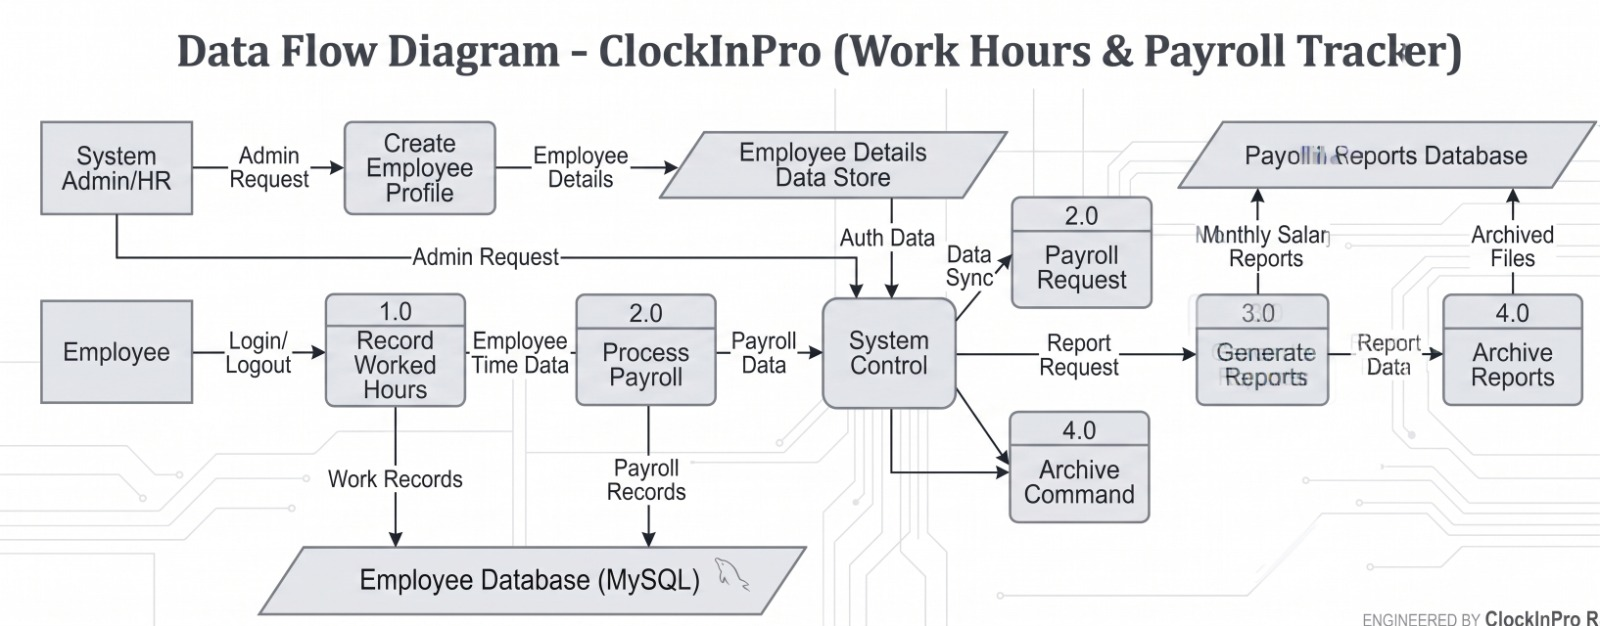 Data Flow Diagram – ClockInPro (Work Hours & Payroll Tracker)
System
Admin/HR
Admin
Request
Create
Employee
Profile
Employee
Details
Employee Details
Data Store
Reports Database
Admin Request
Auth Data
Data
Sync
2.0
Payroll
Request
Monthly
Reports
Archived
Files
Employee
Login/
Logout
1.0
Record
Worked
Hours
Employee
Time Data
2.0
Process
Payroll
Payroll
Data
System
Control
Report
Request
3.0
Generate
Reports
Report
Data
4.0
Archive
Reports
Work Records
Payroll
Records
4.0
Archive
Command
Employee Database (MySQL)
ENGINEERED BY ClockInPro R